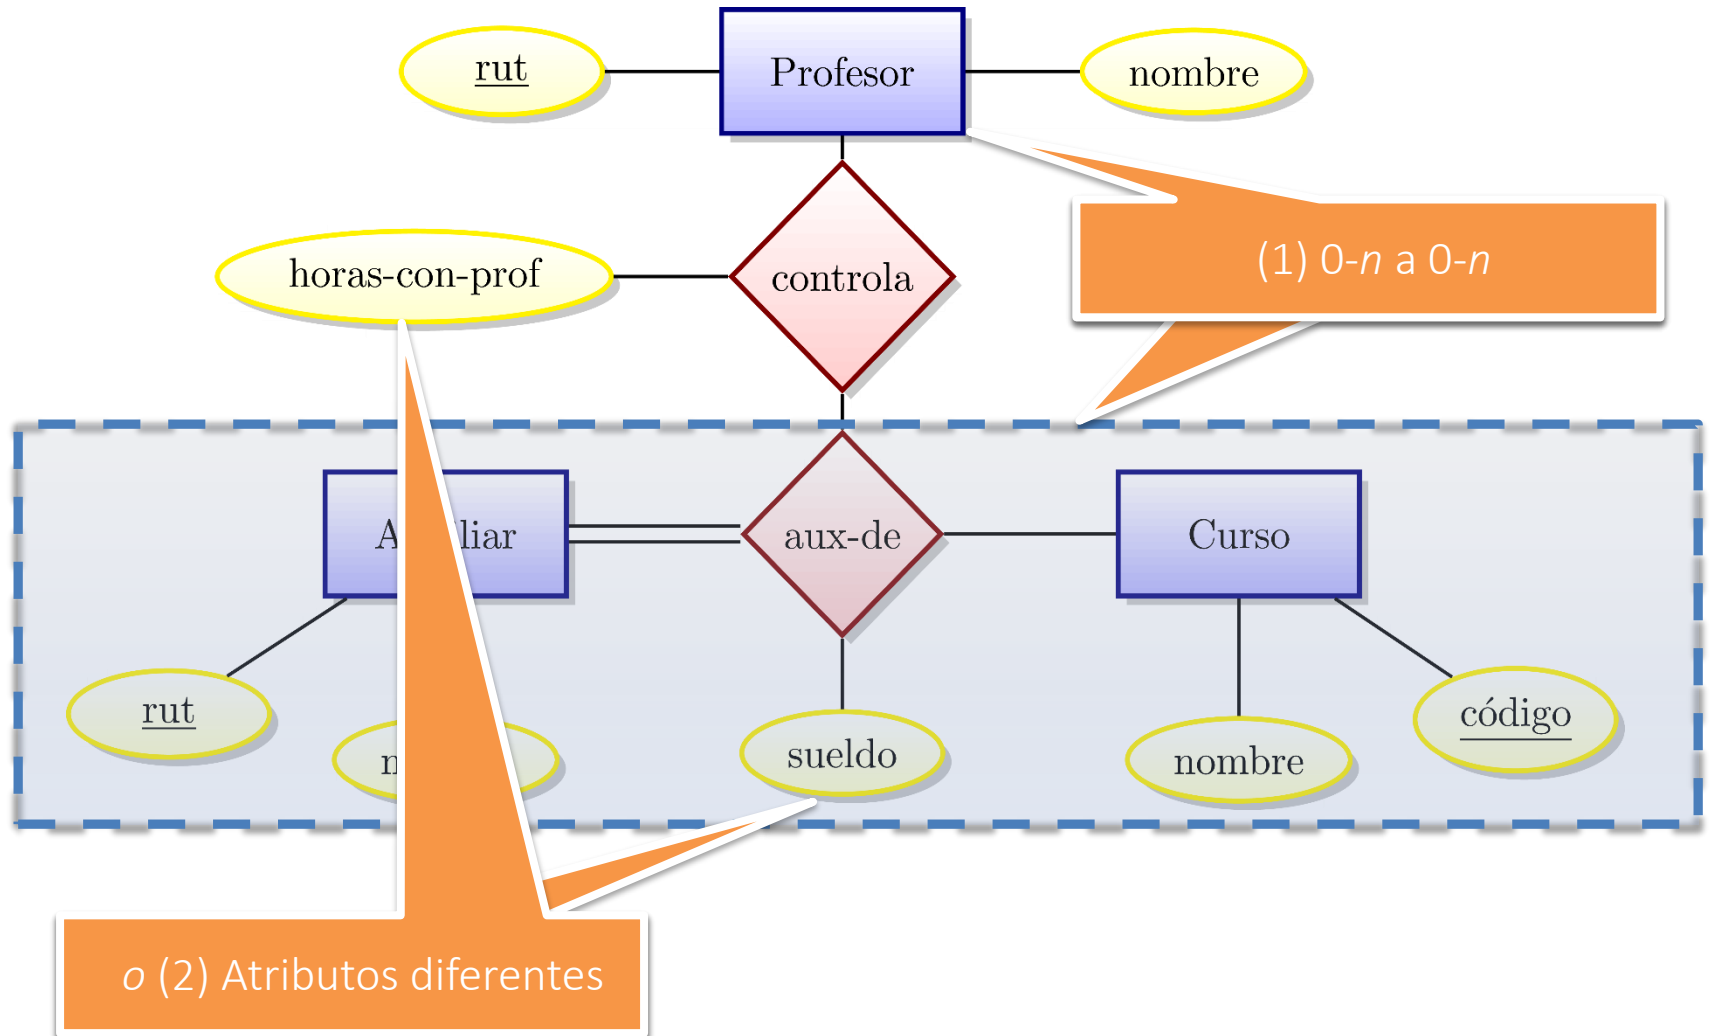 rut
Profesor
nombre
horas-con-prof
controla
(1) 0-n a 0-n
aux-de
Curso
rut
sueldo
nombre
código
o (2) Atributos diferentes